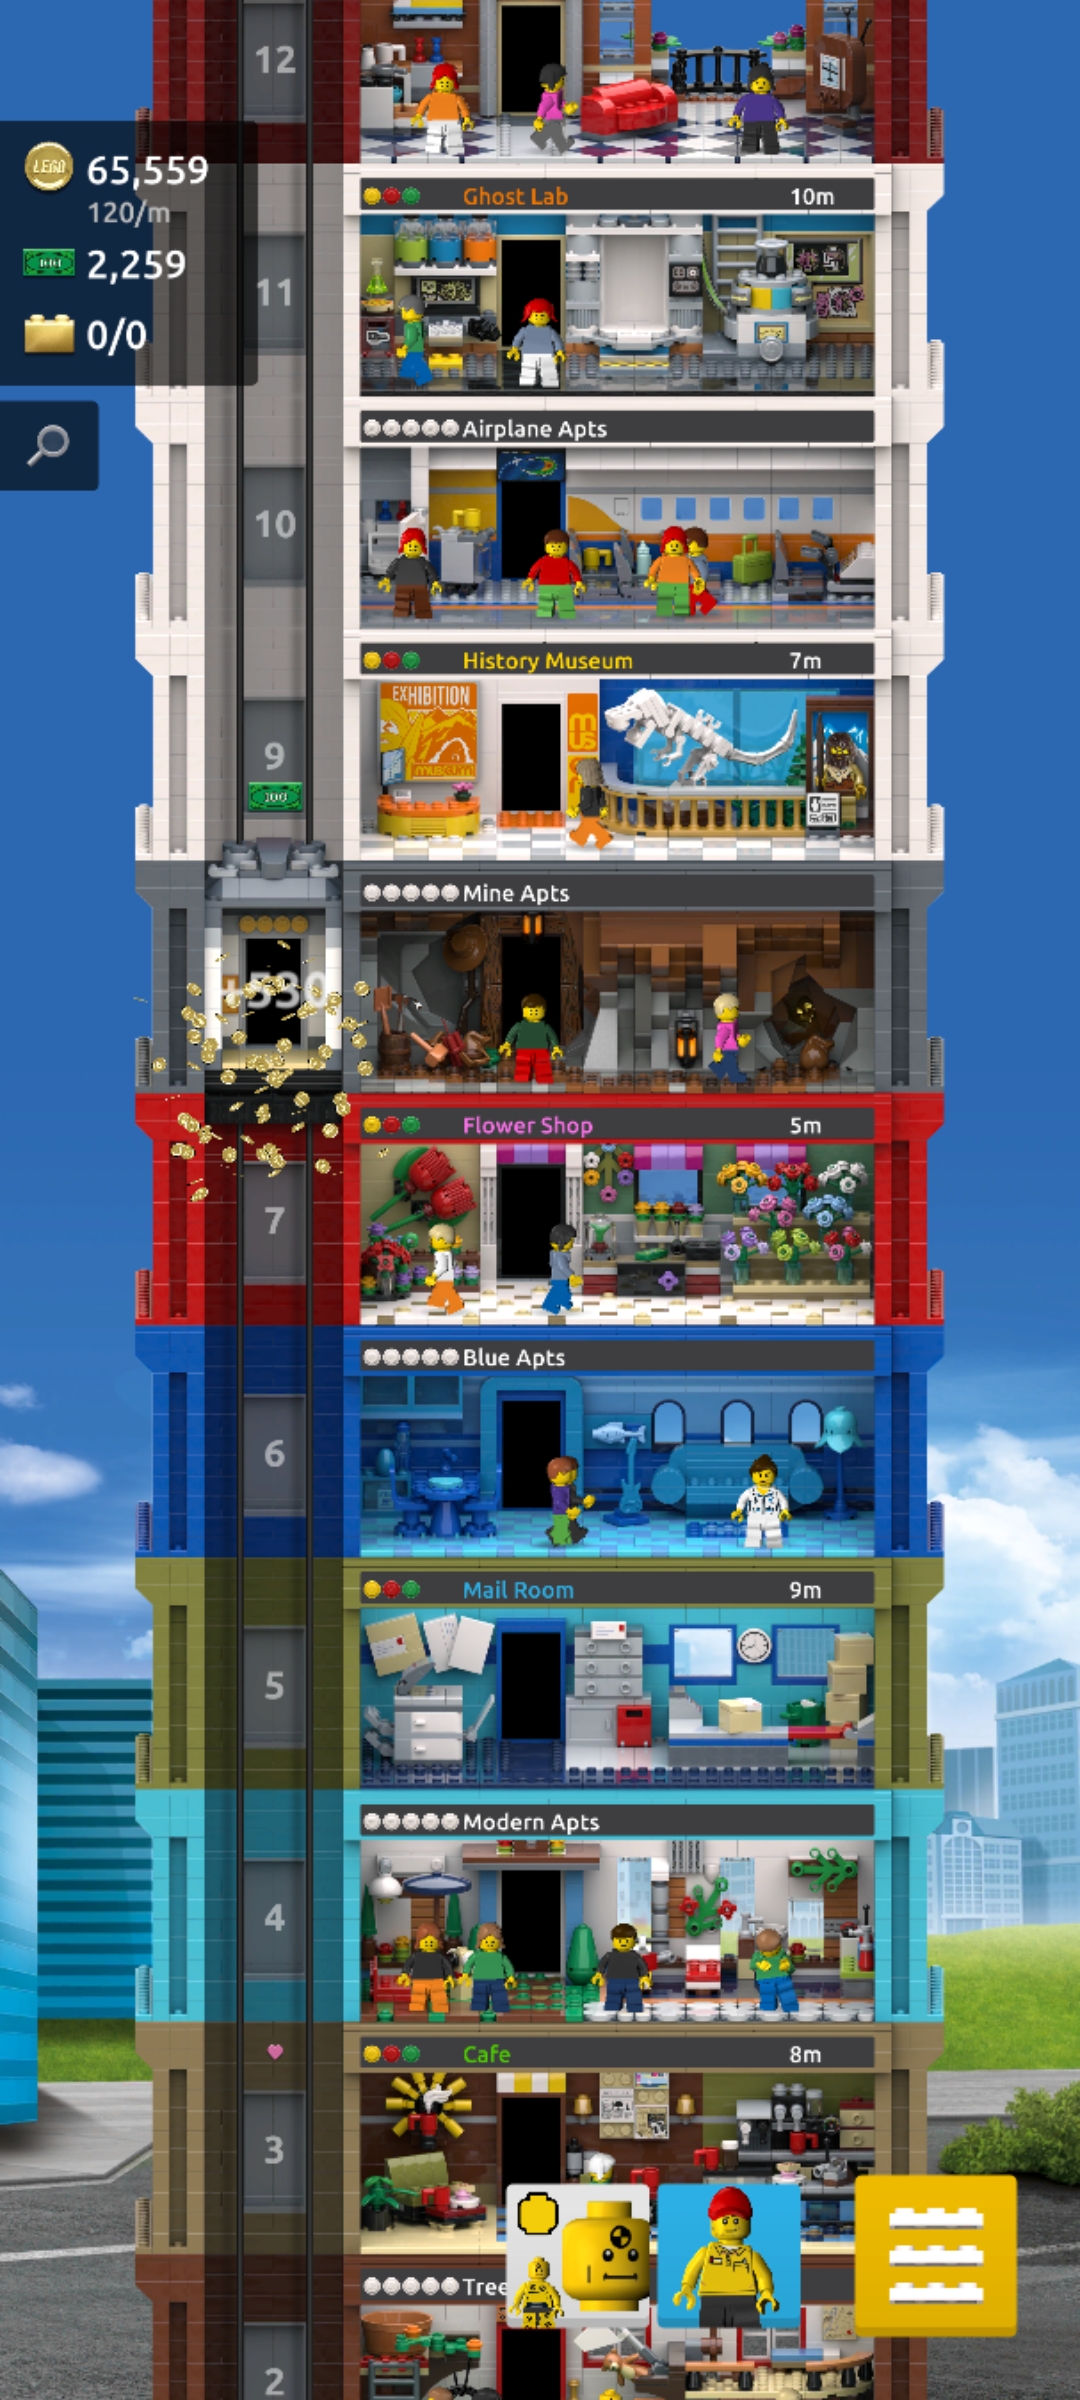 12
LEGO
65,559
120/m
2,259
0/0
Ghost Lab 10m
11
Airplane Apts
10
History Museum 7m
EXHIBITION
museum
9
100
Mine Apts
+530
Flower Shop 5m
7
Blue Apts
6
Mail Room 9m
5
Modern Apts
4
Cafe 8m
3
Tree
2